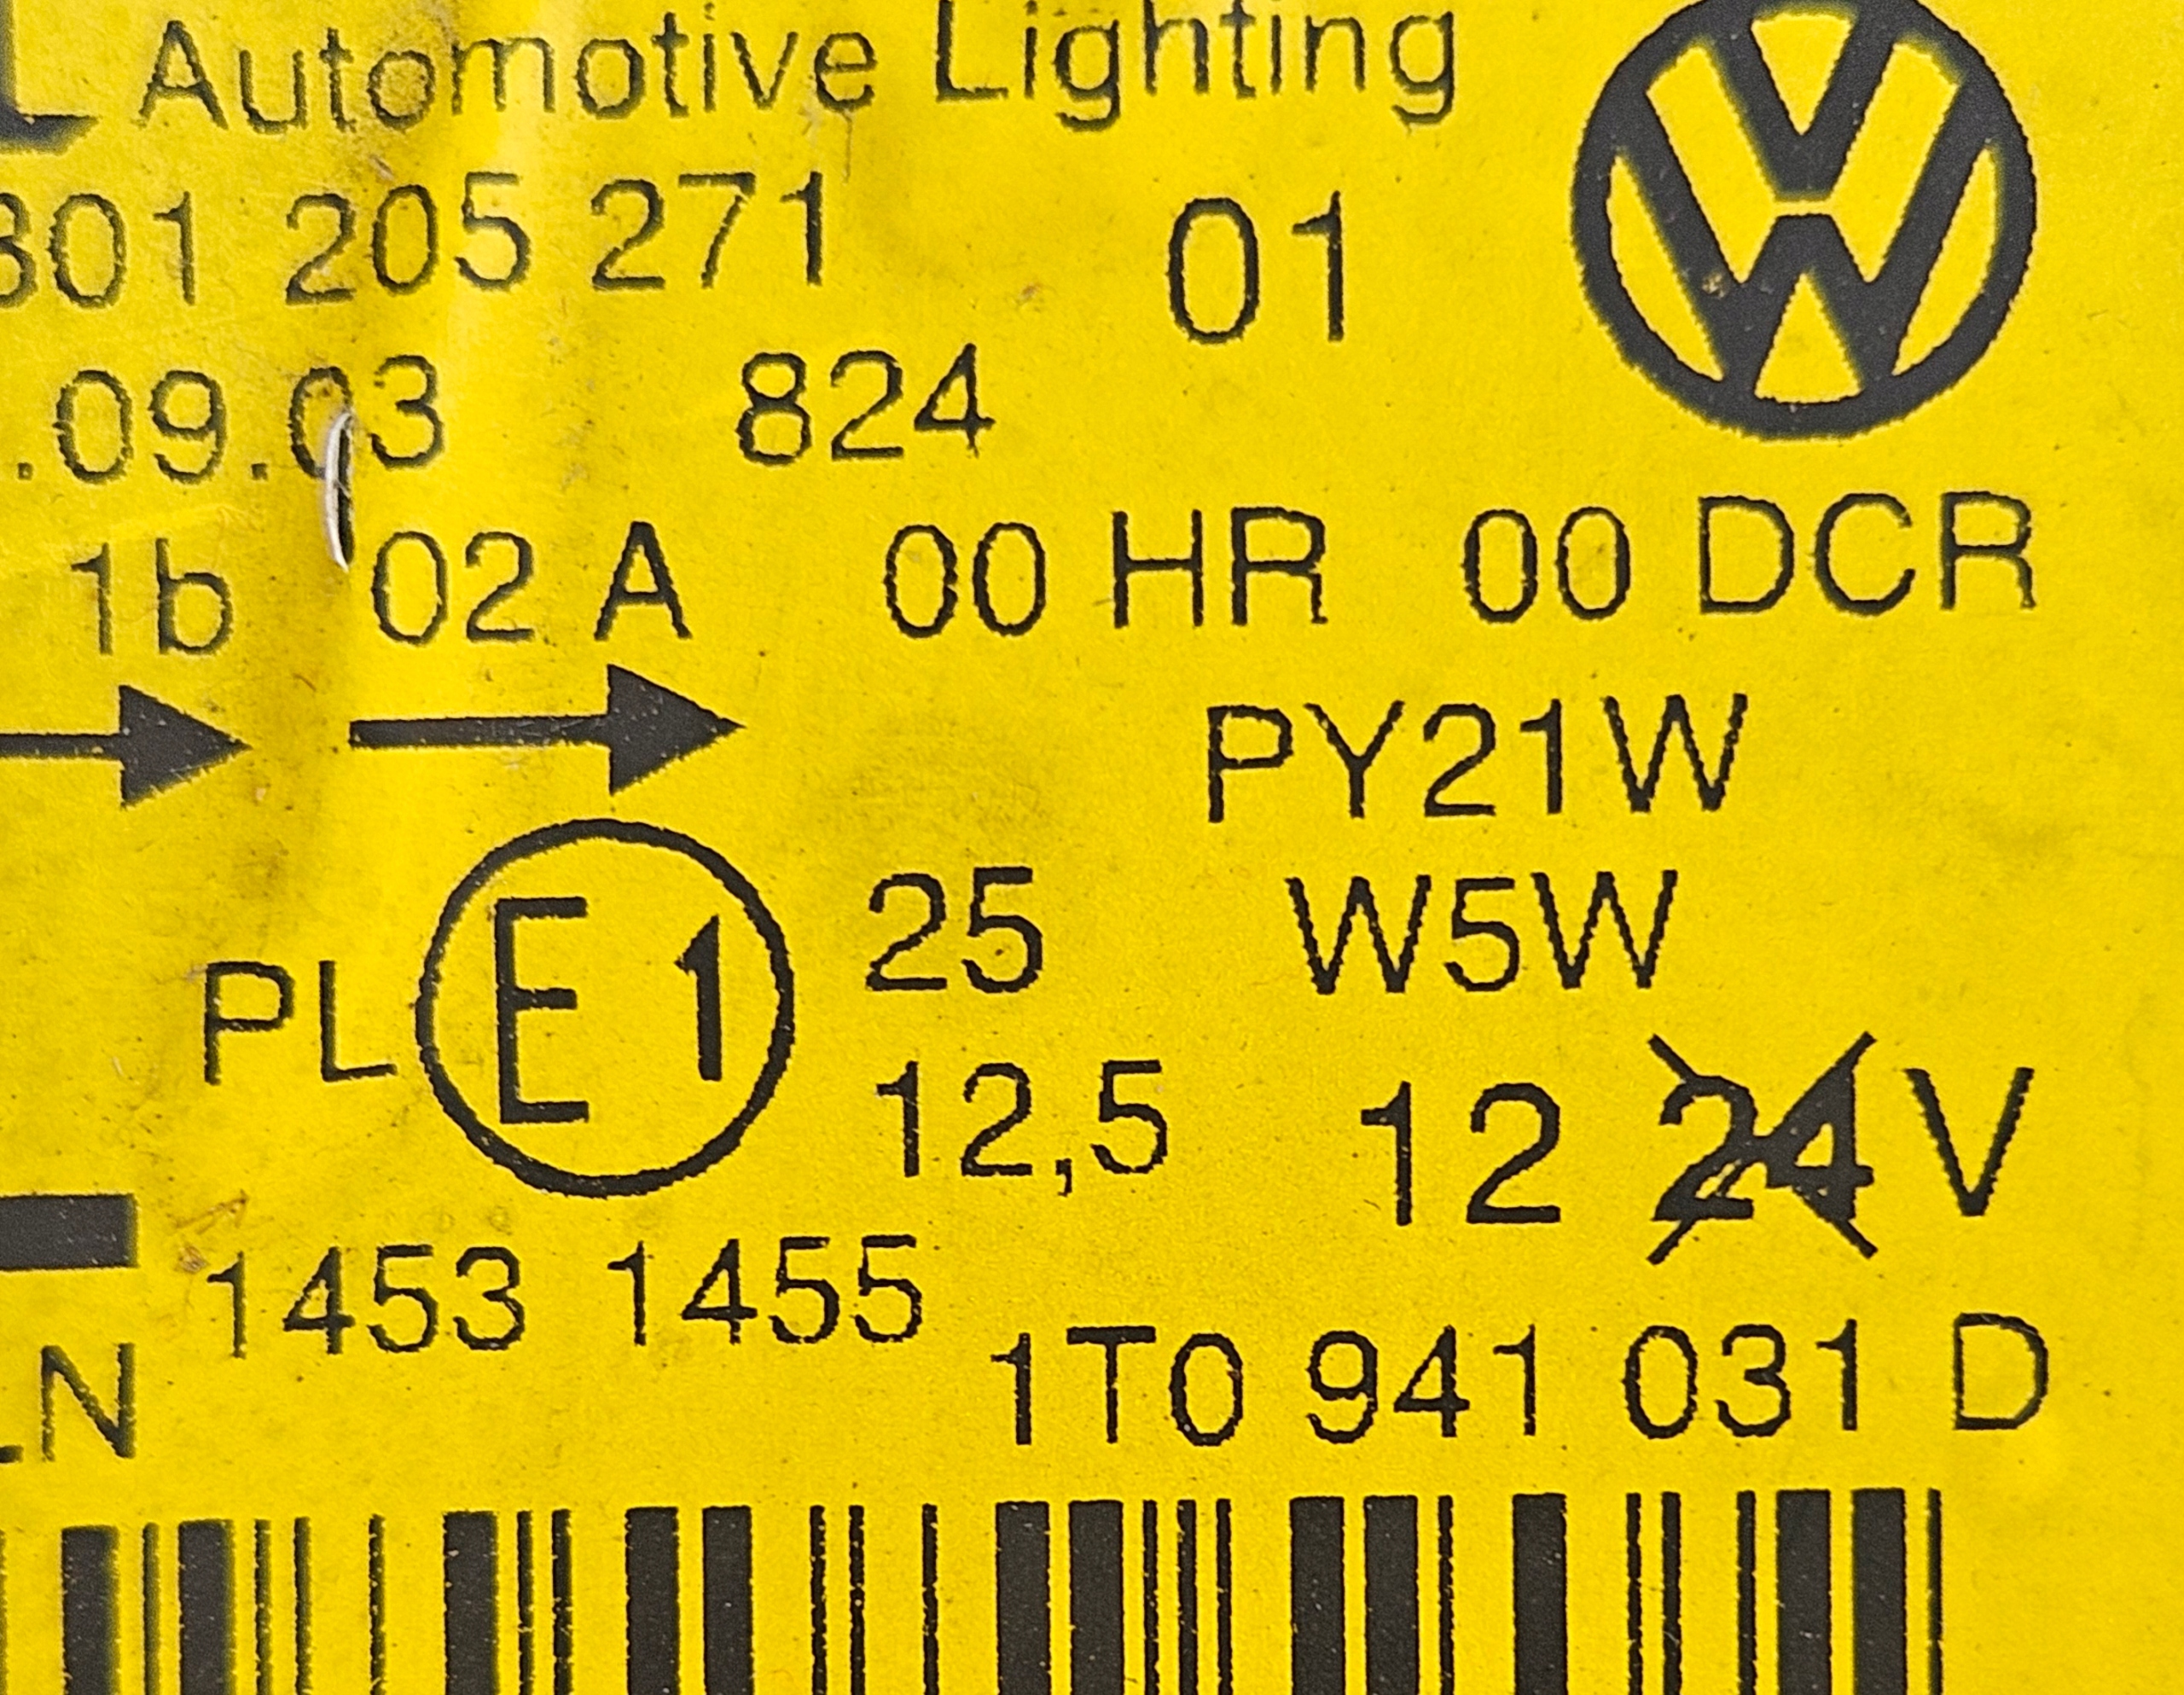 L Automotive Lighting
301 205 271 01
.09.03 824
1b 02 A 00 HR 00 DCR
PY21W
PL E1 25 W5W
12,5 12 24 V
1453 1455
LN 1T0 941 031 D